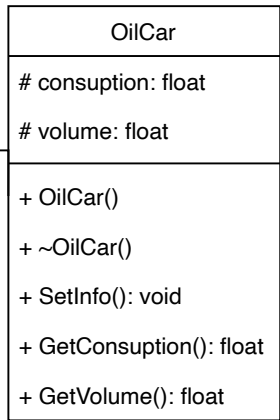 OilCar
# consuption: float
# volume: float
+ OilCar()
+ ~OilCar()
+ SetInfo(): void
+ GetConsuption(): float
+ GetVolume(): float